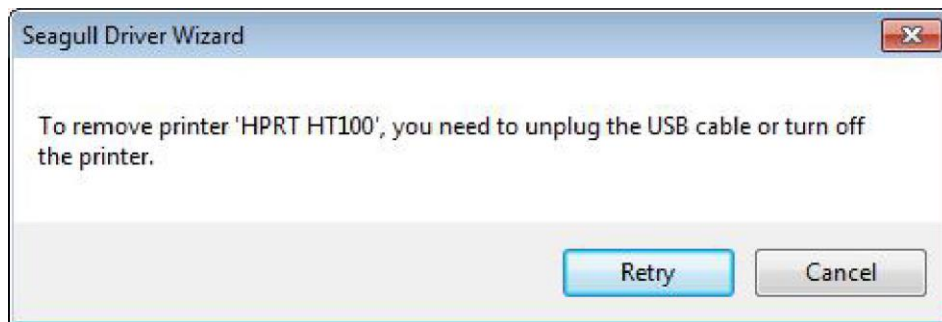 Seagull Driver Wizard
To remove printer 'HPRT HT100', you need to unplug the USB cable or turn off
the printer.
Retry
Cancel